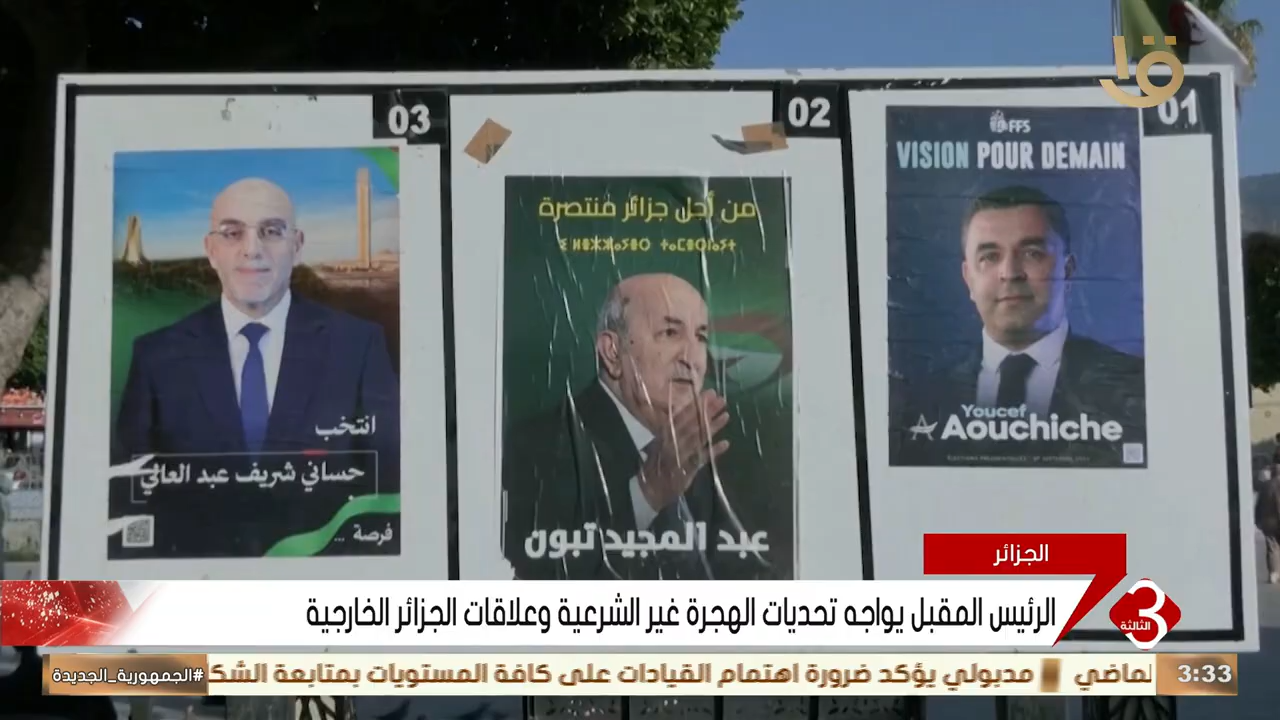 03
02
01
FFS
VISION POUR DEMAIN
Youcef
Aouchiche
من أجل جزائر منتصرة
عبد المجيد تبون
انتخب
حساني شريف عبد العالي
فرصة ...
الجزائر
الرئيس المقبل يواجه تحديات الهجرة غير الشرعية وعلاقات الجزائر الخارجية
3
الثالثة
3:33
لماضي
مدبولي يؤكد ضرورة اهتمام القيادات على كافة المستويات بمتابعة الشكا
#الجمهورية_الجديدة